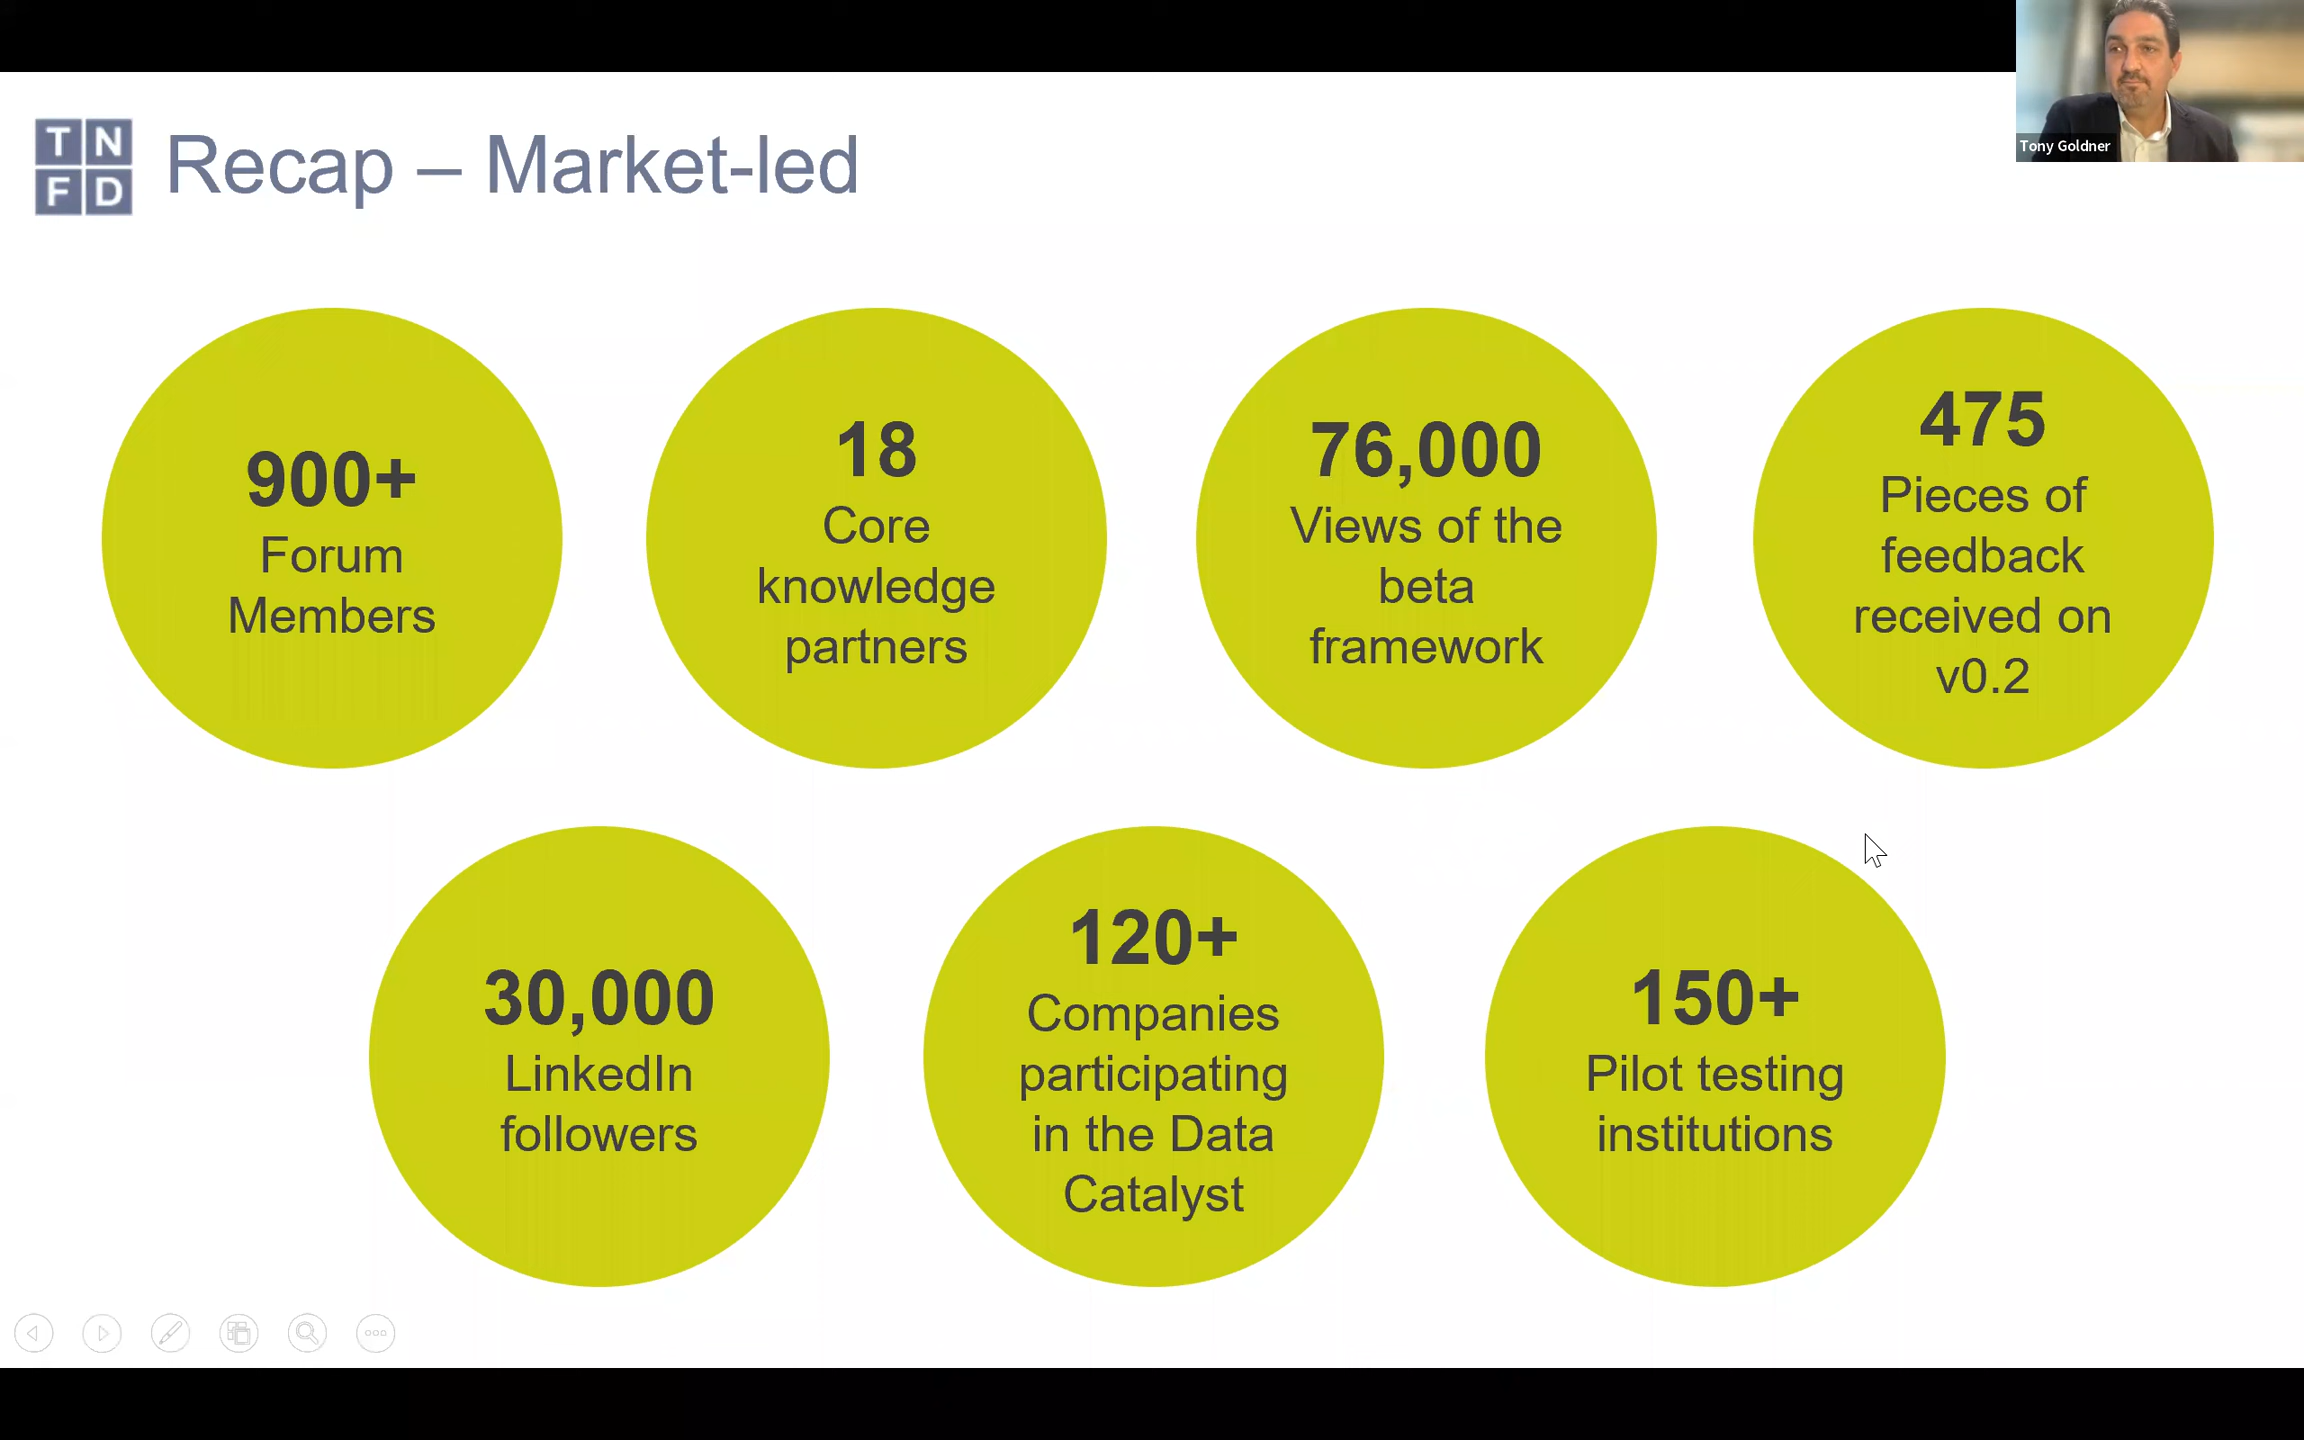 Tony Goldner
TN
FD
Recap – Market-led
900+
Forum
Members
18
Core
knowledge
partners
76,000
Views of the
beta
framework
475
Pieces of
feedback
received on
v0.2
30,000
LinkedIn
followers
120+
Companies
participating
in the Data
Catalyst
150+
Pilot testing
institutions